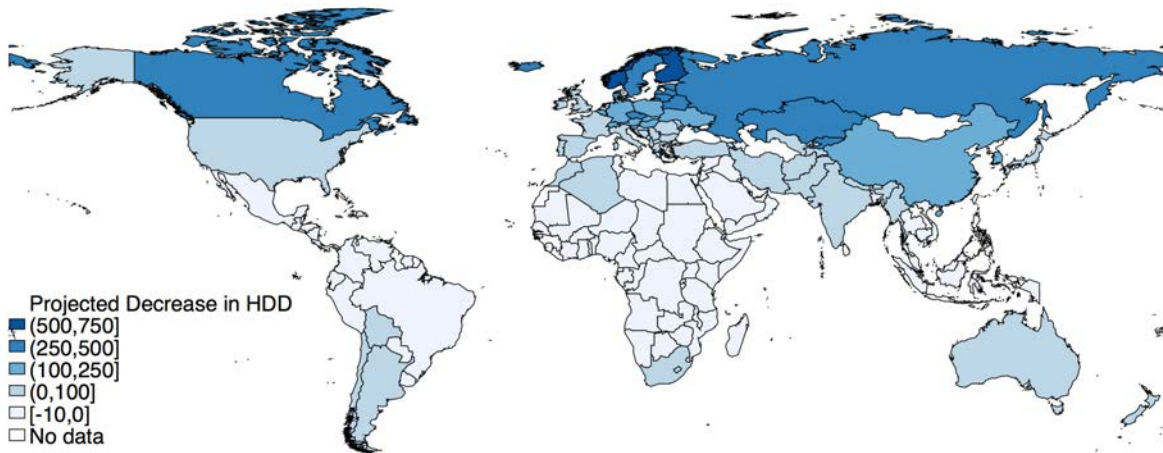 Projected Decrease in HDD
(500,750]
(250,500]
(100,250]
(0,100]
[-10,0]
No data